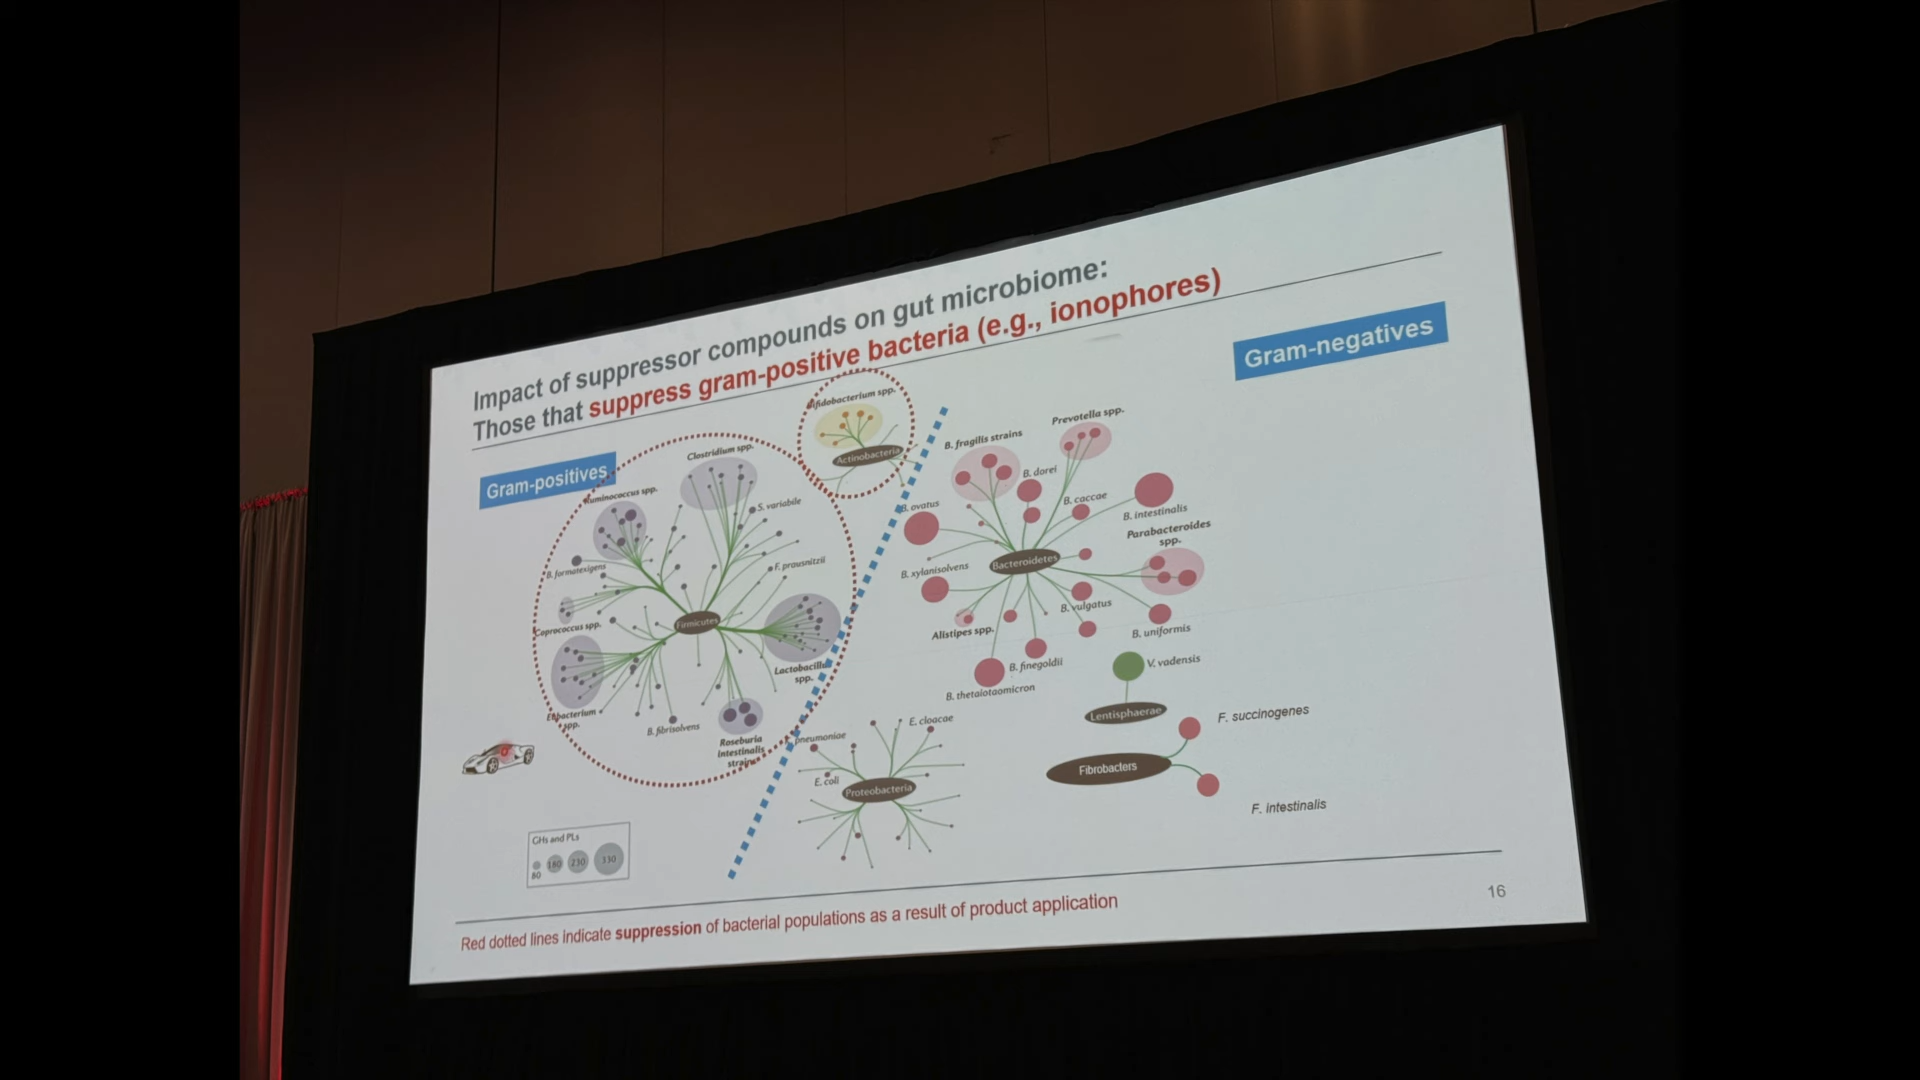 Impact of suppressor compounds on gut microbiome:
Those that suppress gram-positive bacteria (e.g., ionophores)
Gram-negatives
Gram-positives
Bifidobacterium spp.
Actinobacteria
Clostridium spp.
Ruminococcus spp.
S. variabile
B. formatexigens
F. prausnitzii
Coprococcus spp.
Firmicutes
Lactobacillus
spp.
Eubacterium
spp.
B. fibrisolvens
Roseburia
intestinalis
strains
Prevotella spp.
B. fragilis strains
B. dorei
B. caccae
B. ovatus
B. intestinalis
Parabacteroides
spp.
Bacteroidetes
B. xylanisolvens
B. vulgatus
Alistipes spp.
B. uniformis
B. finegoldii
B. thetaiotaomicron
V. vadensis
Lentisphaerae
F. succinogenes
Fibrobacters
F. intestinalis
E. cloacae
pneumoniae
E. coli
Proteobacteria
GHs and PLs
80
180
230
330
Red dotted lines indicate suppression of bacterial populations as a result of product application
16